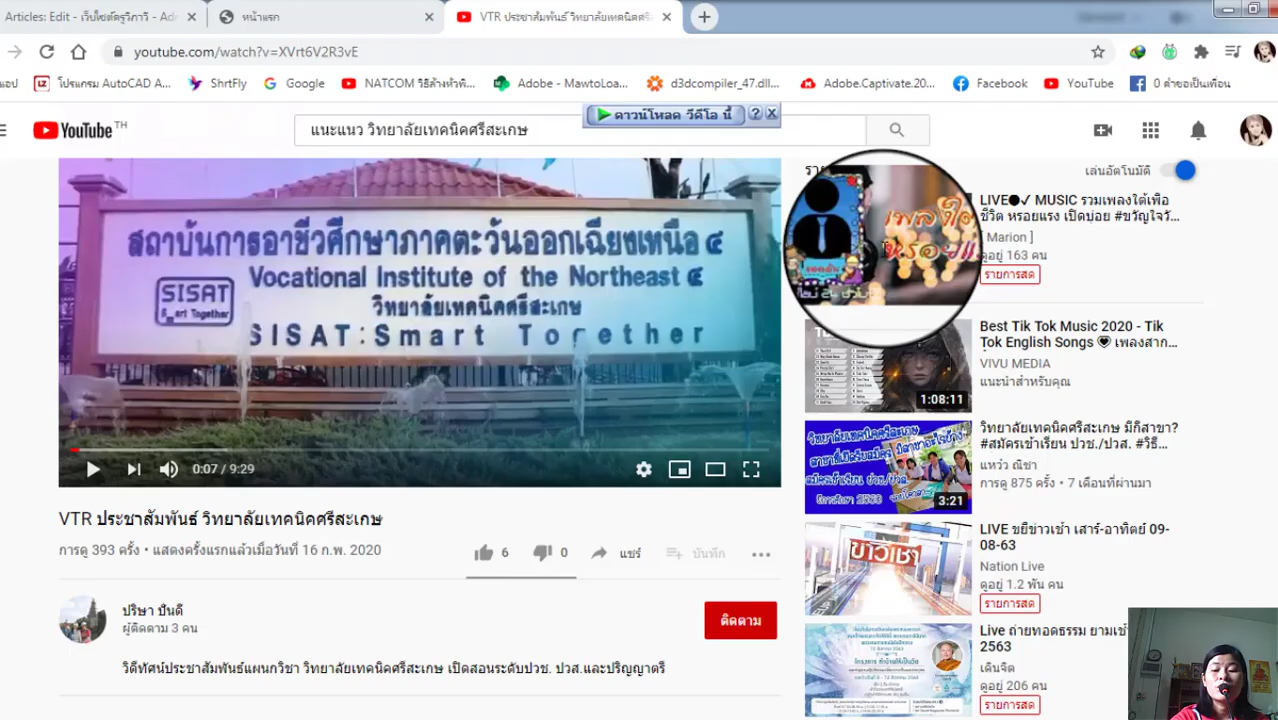 Articles: Edit - เว็บไซต์ครูวิภาวิ - Ad
หน้าแรก
VTR ประชาสัมพันธ์ วิทยาลัยเทคนิคศรี
youtube.com/watch?v=XVrt6V2R3vE
แอป
โปรแกรม AutoCAD A...
ShrtFly
Google
NATCOM วิธีล้างหัวพิ...
Adobe - MawtoLoa...
d3dcompiler_47.dll...
Adobe.Captivate.20...
Facebook
YouTube
0 คำขอเป็นเพื่อน
ดาวน์โหลด วีดีโอ นี้
YouTube TH
แนะแนว วิทยาลัยเทคนิคศรีสะเกษ
เล่นอัตโนมัติ
สถาบันการอาชีวศึกษาภาคตะวันออกเฉียงเหนือ ๔
Vocational Institute of the Northeast ๔
วิทยาลัยเทคนิคศรีสะเกษ
SISAT
Smart Together
SISAT:Smart Together
0:07 / 9:29
VTR ประชาสัมพันธ์ วิทยาลัยเทคนิคศรีสะเกษ
การดู 393 ครั้ง • มาครั้งแรกแล้วเมื่อวันที่ 16 ก.พ. 2020
6
0
แชร์
บันทึก
ปริษา ปันดี
ผู้ติดตาม 3 คน
ติดตาม
วิทยาลัยเทคนิคศรีสะเกษ เปิดสอนระดับปวช. ปวส.และปริญญาตรี
LIVE●✓ MUSIC รวมเพลงใต้เพื่อ
ชีวิต หรอยแรง เปิดบ่อย #ขวัญใจวั...
[ Marion ]
ดูอยู่ 163 คน
รายการสด
Best Tik Tok Music 2020 - Tik
Tok English Songs 💗 เพลงสาก...
VIVU MEDIA
แนะนำสำหรับคุณ
1:08:11
วิทยาลัยเทคนิคศรีสะเกษ มีกี่สาขา?
#สมัครเข้าเรียน ปวช./ปวส. #วิธี...
แหว๋ว ณิชา
การดู 875 ครั้ง • 7 เดือนที่ผ่านมา
3:21
LIVE ขยี้ข่าวเช้า เสาร์-อาทิตย์ 09-
08-63
Nation Live
ดูอยู่ 1.2 พัน คน
รายการสด
ข่าวเช้า
Live ถ่ายทอดธรรม ยามเช้
2563
เดินจิต
ดูอยู่ 206 คน
รายการสด